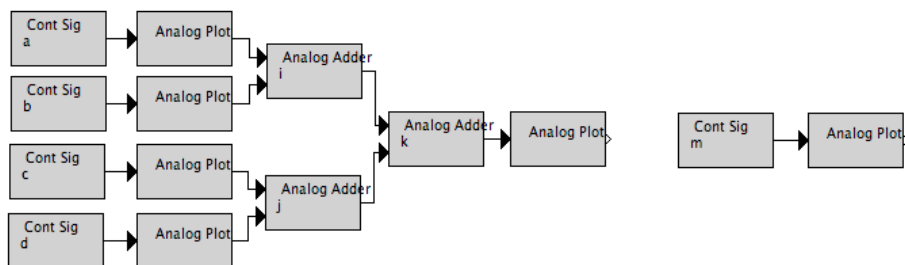 Cont Sig
a
Analog Plot
Analog Adder
i
Cont Sig
b
Analog Plot
Analog Adder
k
Analog Plot
Cont Sig
m
Analog Plot
Cont Sig
c
Analog Plot
Analog Adder
j
Cont Sig
d
Analog Plot